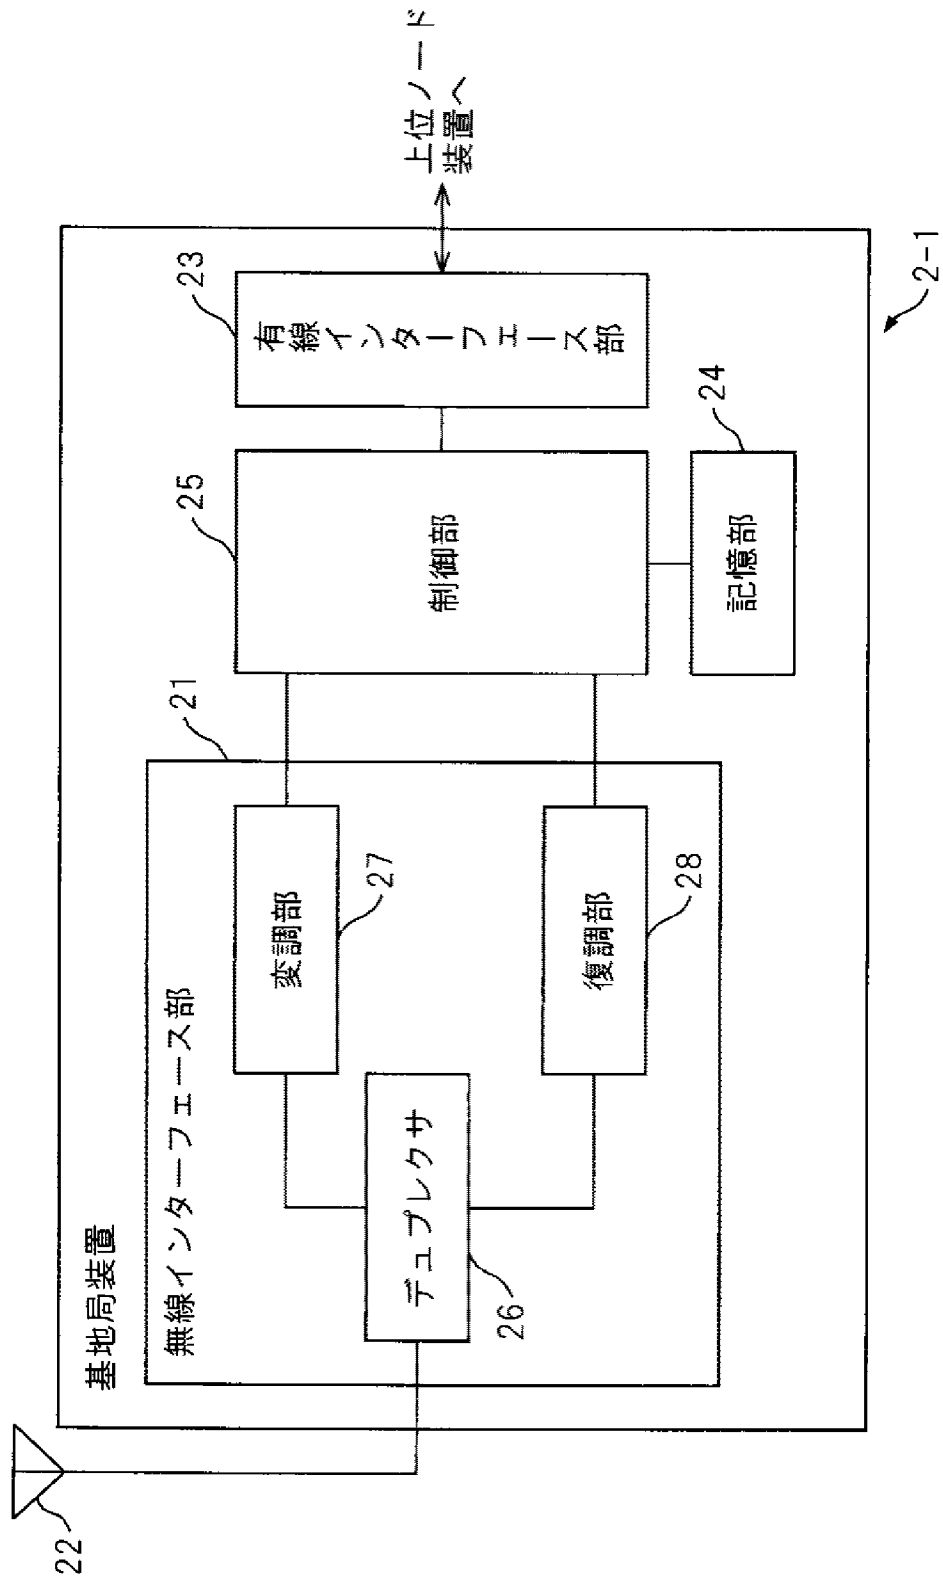 22
基地局装置
無線インターフェース部
21
デュプレクサ
26
変調部
27
復調部
28
制御部
25
記憶部
24
有線インターフェース部
23
上位ノード
装置へ
2-1